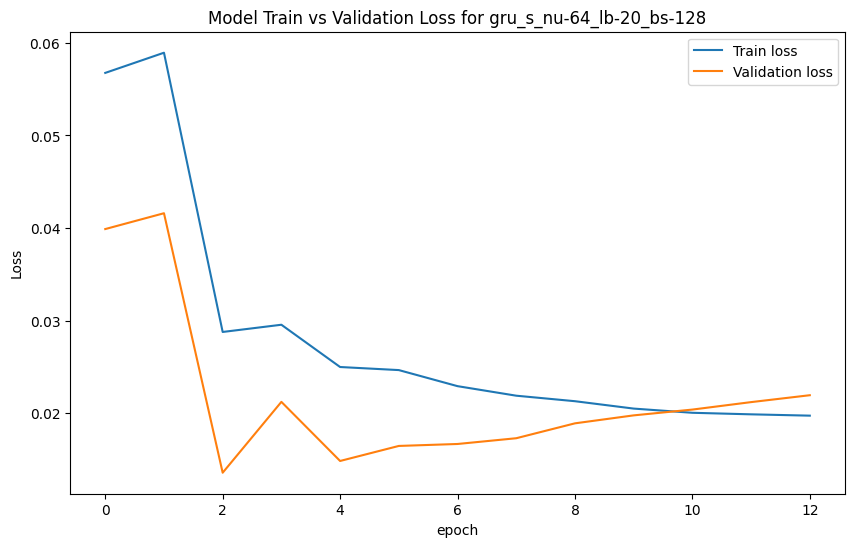 Model Train vs Validation Loss for gru_s_nu-64_lb-20_bs-128
Train loss
Validation loss
0.06
0.05
0.04
0.03
0.02
Loss
0 2 4 6 8 10 12
epoch